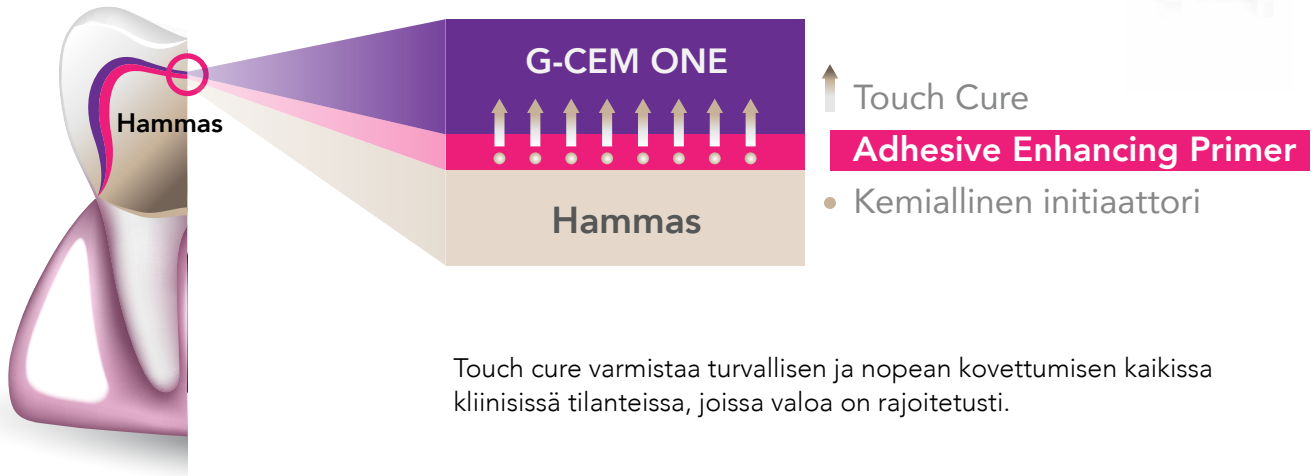 Hammas
G-CEM ONE
Hammas
Touch Cure
Adhesive Enhancing Primer
Kemiallinen initiaattori
Touch cure varmistaa turvallisen ja nopean kovettumisen kaikissa
kliinisissä tilanteissa, joissa valoa on rajoitetusti.